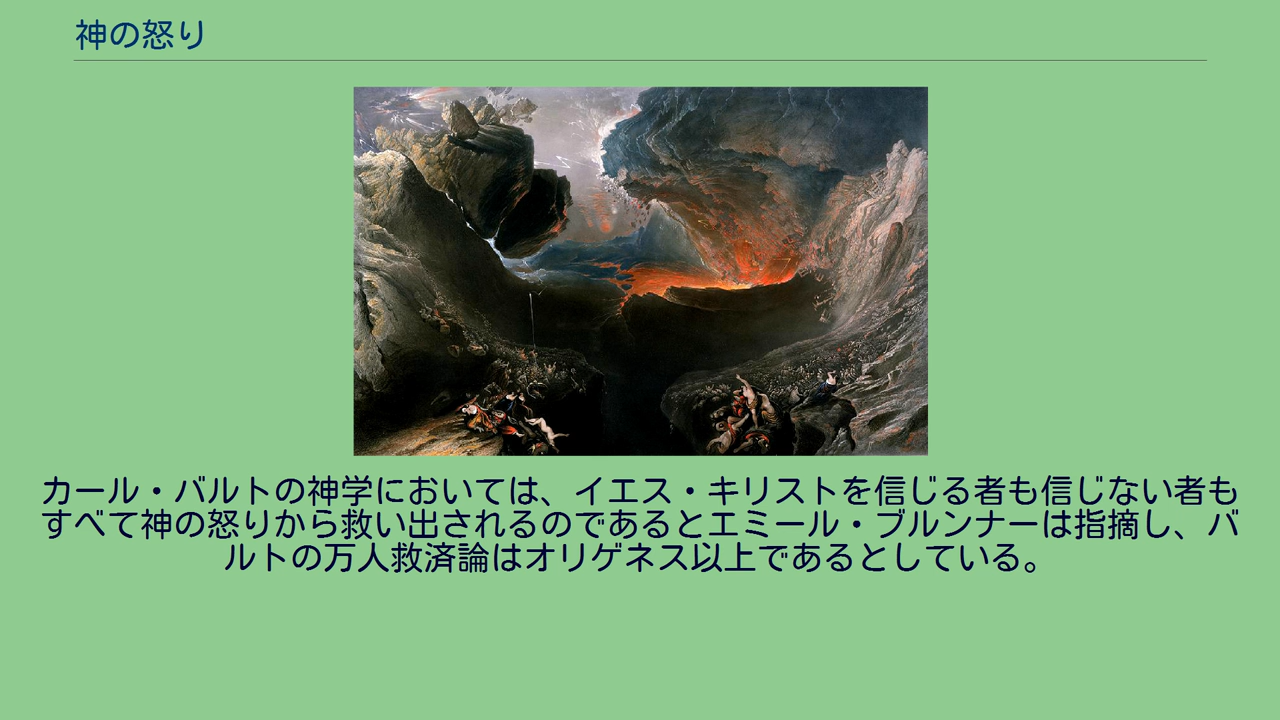 神の怒り
カール・バルトの神学においては、イエス・キリストを信じる者も信じない者も
すべて神の怒りから救い出されるのであるとエミール・ブルンナーは指摘し、バ
ルトの万人救済論はオリゲネス以上であるとしている。